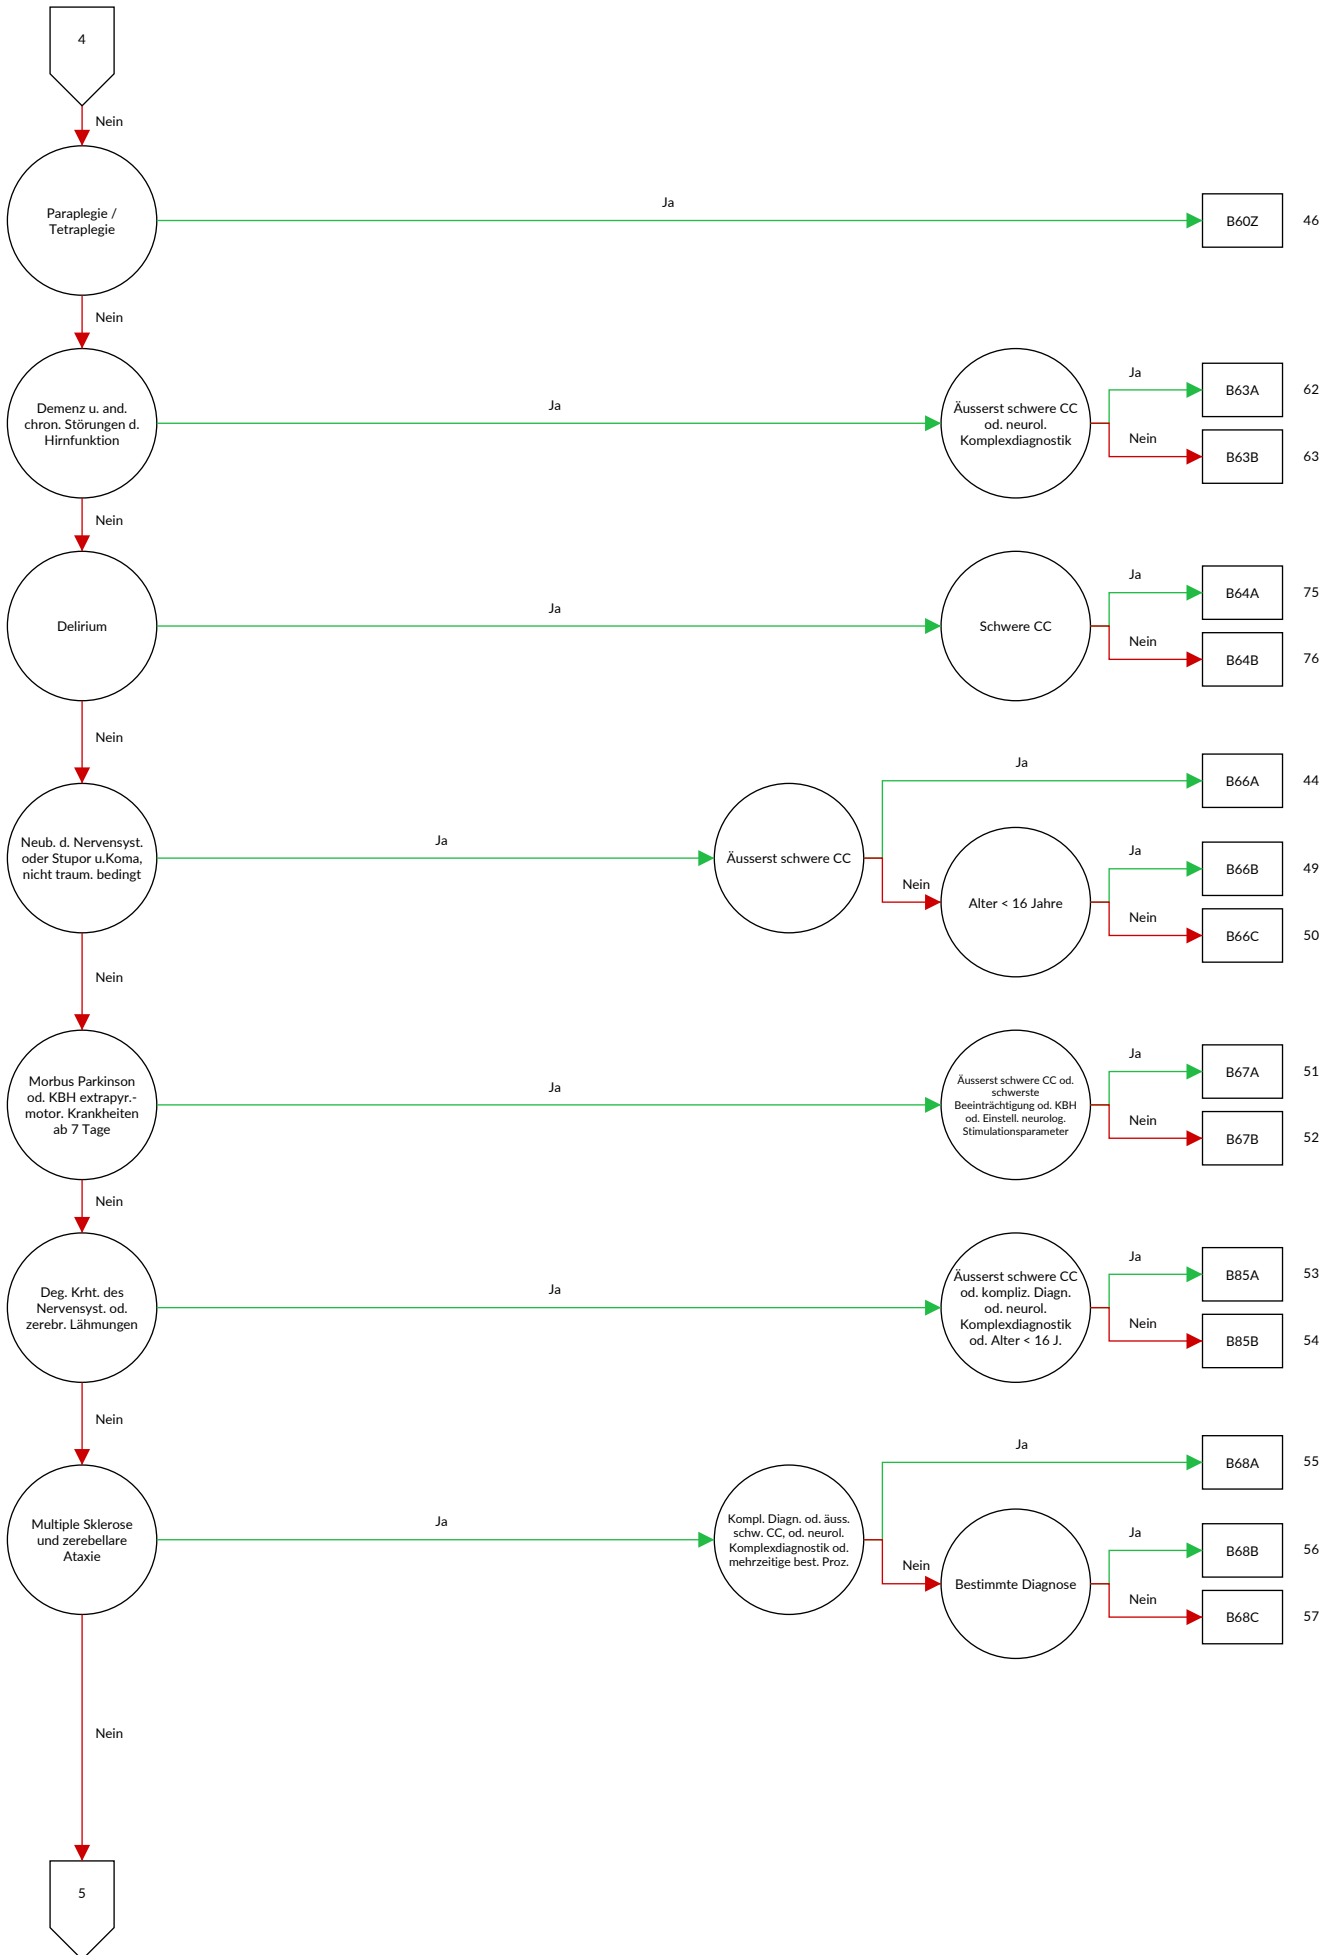 4
Nein
Paraplegie /
Tetraplegie
Ja
B60Z
46
Nein
Demenz u. and.
chron. Störungen d.
Hirnfunktion
Ja
Äusserst schwere CC
od. neurol.
Komplexdiagnostik
Ja
B63A
62
Nein
B63B
63
Nein
Delirium
Ja
Schwere CC
Ja
B64A
75
Nein
B64B
76
Nein
Neub. d. Nervensyst.
oder Stupor u.Koma,
nicht traum. bedingt
Ja
Äusserst schwere CC
Ja
B66A
44
Nein
Alter < 16 Jahre
Ja
B66B
49
Nein
B66C
50
Nein
Morbus Parkinson
od. KBH extrapyr.-
motor. Krankheiten
ab 7 Tage
Ja
Äusserst schwere CC od.
schwerste
Beeinträchtigung od. KBH
od. Einstell. neurolog.
Stimulationsparameter
Ja
B67A
51
Nein
B67B
52
Nein
Deg. Krht. des
Nervensyst. od.
zerebr. Lähmungen
Ja
Äusserst schwere CC
od. kompliz. Diagn.
od. neurol.
Komplexdiagnostik
od. Alter < 16 J.
Ja
B85A
53
Nein
B85B
54
Nein
Multiple Sklerose
und zerebellare
Ataxie
Ja
Kompl. Diagn. od. äuss.
schw. CC, od. neurol.
Komplexdiagnostik od.
mehrzeitige best. Proz.
Ja
B68A
55
Nein
Bestimmte Diagnose
Ja
B68B
56
Nein
B68C
57
Nein
5